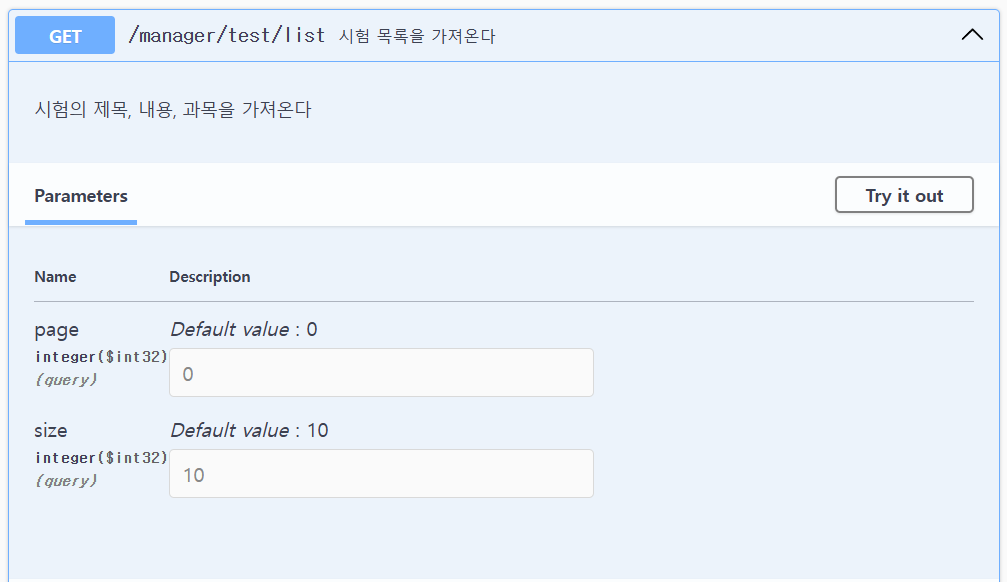 GET /manager/test/list 시험 목록을 가져온다
시험의 제목, 내용, 과목을 가져온다
Parameters Try it out
Name Description
page Default value : 0
integer($int32)
(query) 0
size Default value : 10
integer($int32)
(query) 10